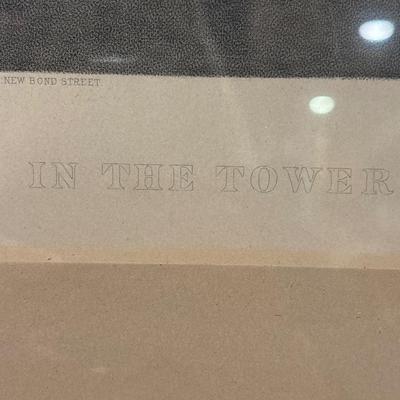 NEW BOND STREET
IN THE TOWER